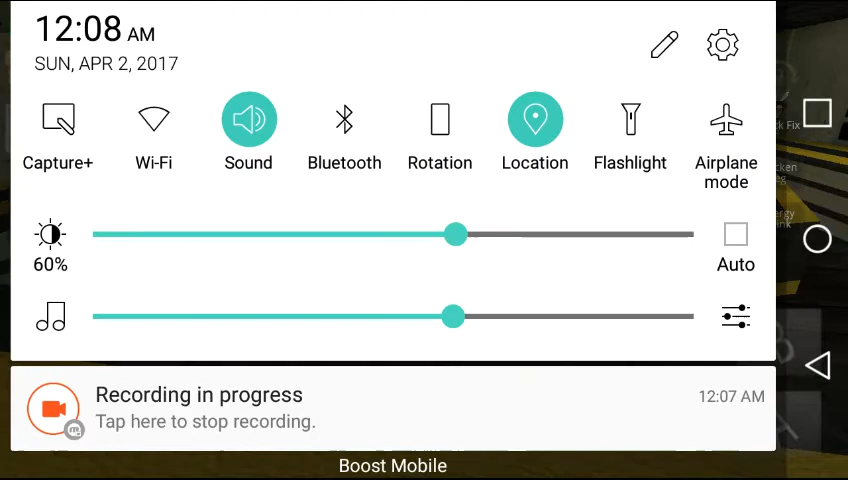 12:08 AM
SUN, APR 2, 2017
Capture+ Wi-Fi Sound Bluetooth Rotation Location Flashlight Airplane mode
60% Auto
Recording in progress 12:07 AM
Tap here to stop recording.
Boost Mobile